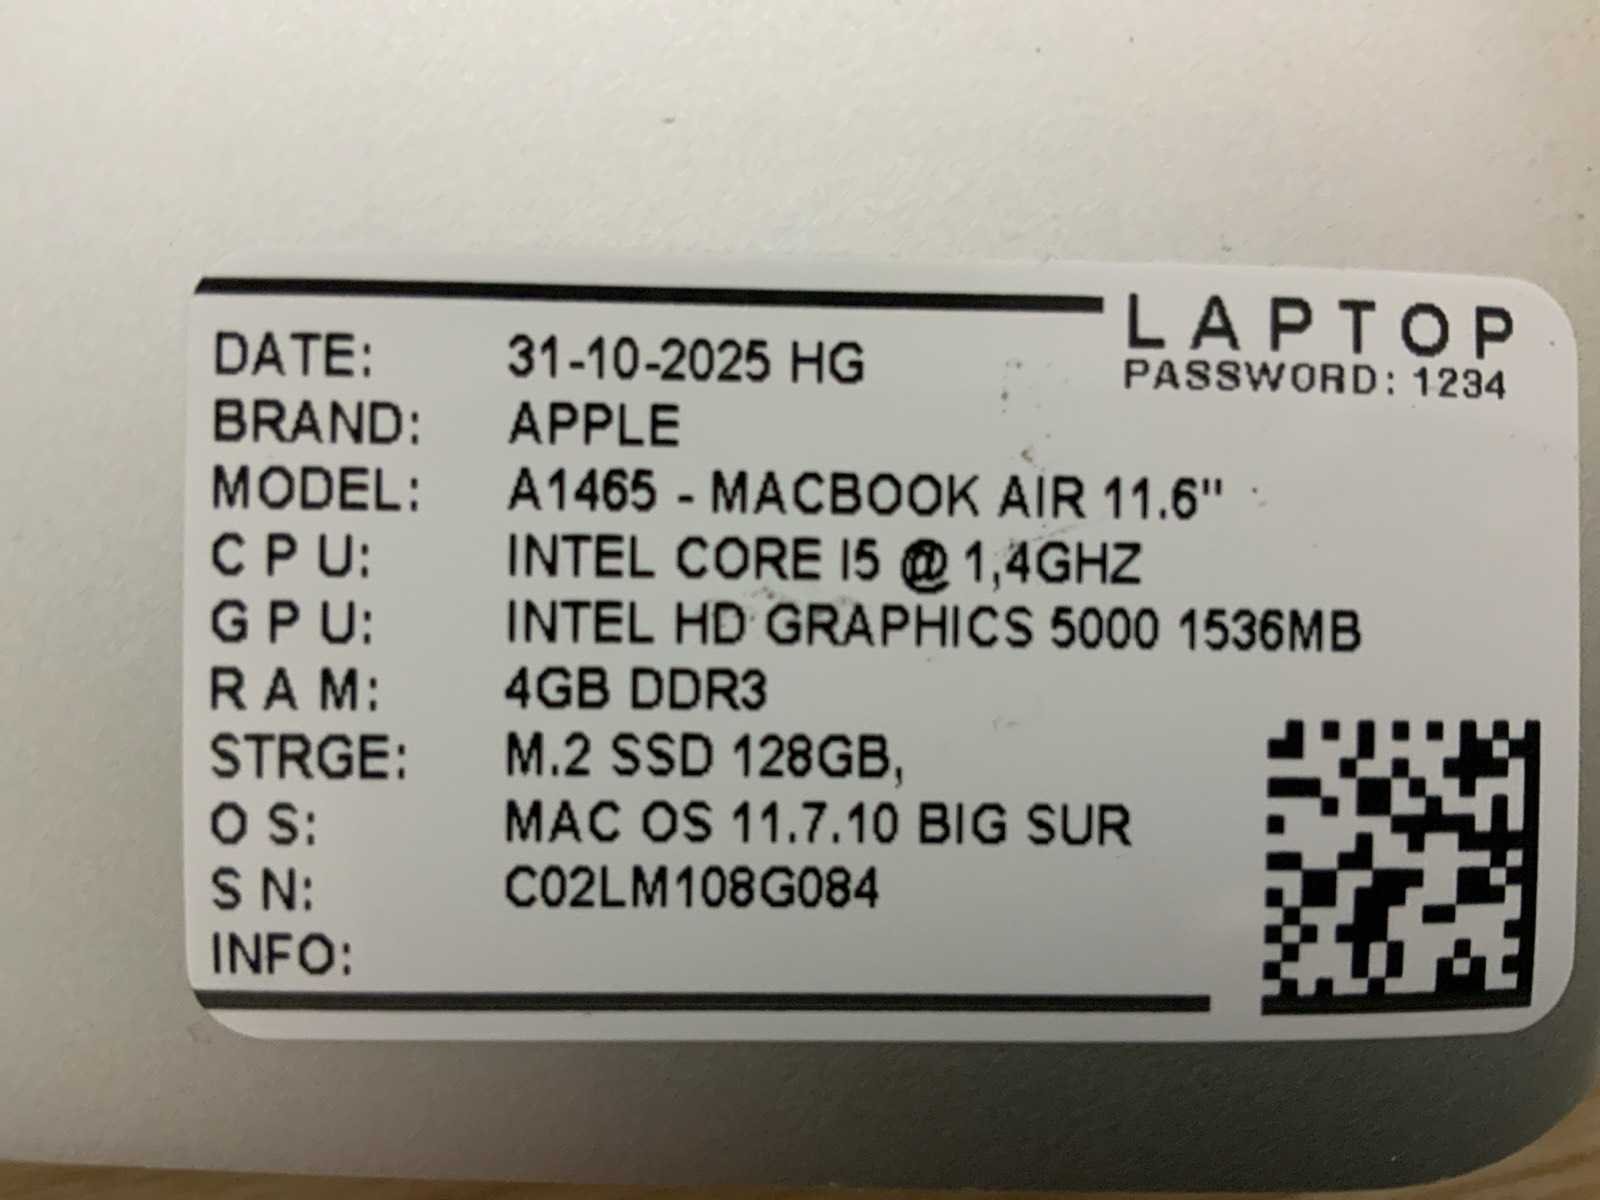 LAPTOP
PASSWORD: 1234
DATE: 31-10-2025 HG
BRAND: APPLE
MODEL: A1465 - MACBOOK AIR 11.6"
C P U: INTEL CORE I5 @ 1,4GHZ
G P U: INTEL HD GRAPHICS 5000 1536MB
R A M: 4GB DDR3
STRGE: M.2 SSD 128GB,
O S: MAC OS 11.7.10 BIG SUR
S N: C02LM108G084
INFO: